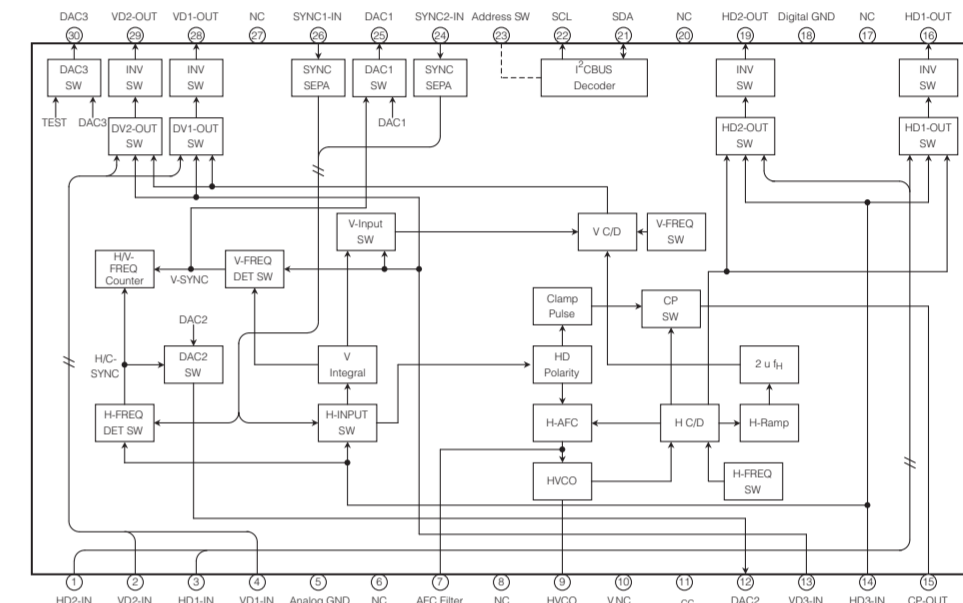 DAC3 VD2-OUT VD1-OUT NC SYNC1-IN DAC1 SYNC2-IN Address SW SCL SDA NC HD2-OUT Digital GND NC HD1-OUT
30 29 28 27 26 25 24 23 22 21 20 19 18 17 16
DAC3 SW
INV SW
INV SW
SYNC SEPA
DAC1 SW
SYNC SEPA
I²CBUS Decoder
INV SW
INV SW
TEST DAC3
DAC1
DV2-OUT SW
DV1-OUT SW
HD2-OUT SW
HD1-OUT SW
V-Input SW
V C/D
V-FREQ SW
H/V-FREQ Counter
V-SYNC
V-FREQ DET SW
Clamp Pulse
CP SW
DAC2
H/C-SYNC
DAC2 SW
V Integral
HD Polarity
2 υ fH
H-FREQ DET SW
H-INPUT SW
H-AFC
H C/D
H-Ramp
HVCO
H-FREQ SW
1 2 3 4 5 6 7 8 9 10 11 12 13 14 15
HD2-IN VD2-IN HD1-IN VD1-IN Analog GND NC AFC Filter NC HVCO CC DAC2 VD3-IN HD3-IN CP-OUT